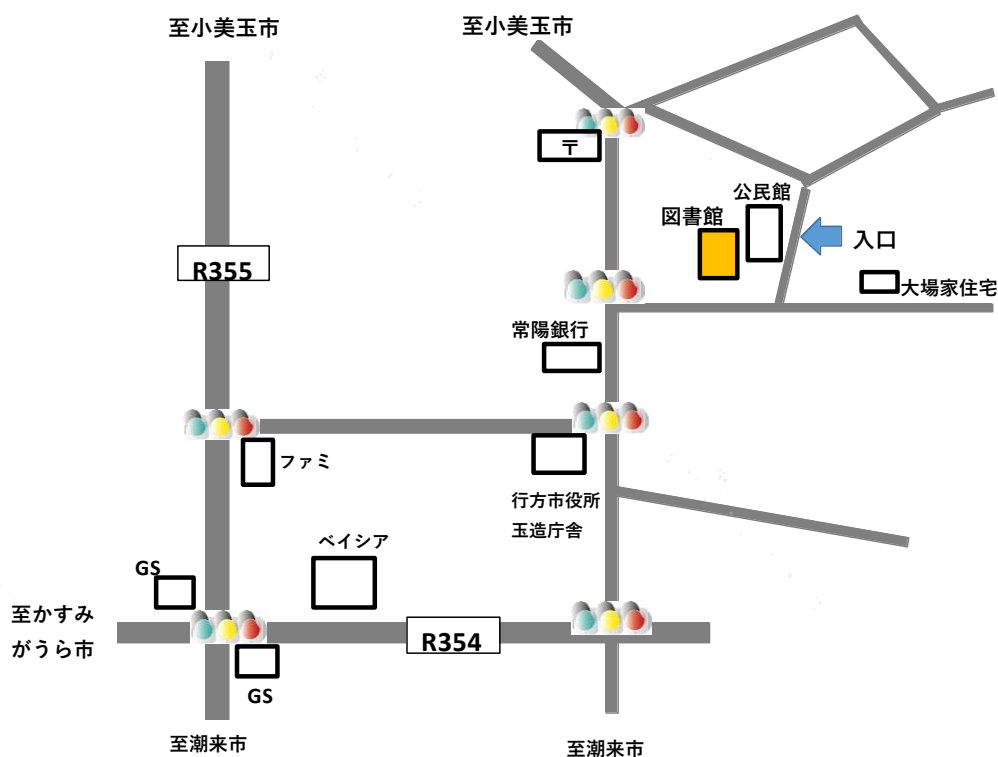 至小美玉市
至小美玉市
〒
公民館
図書館
入口
R355
大場家住宅
常陽銀行
ファミ
行方市役所
玉造庁舎
ベイシア
GS
至かすみ
がうら市
R354
GS
至潮来市
至潮来市